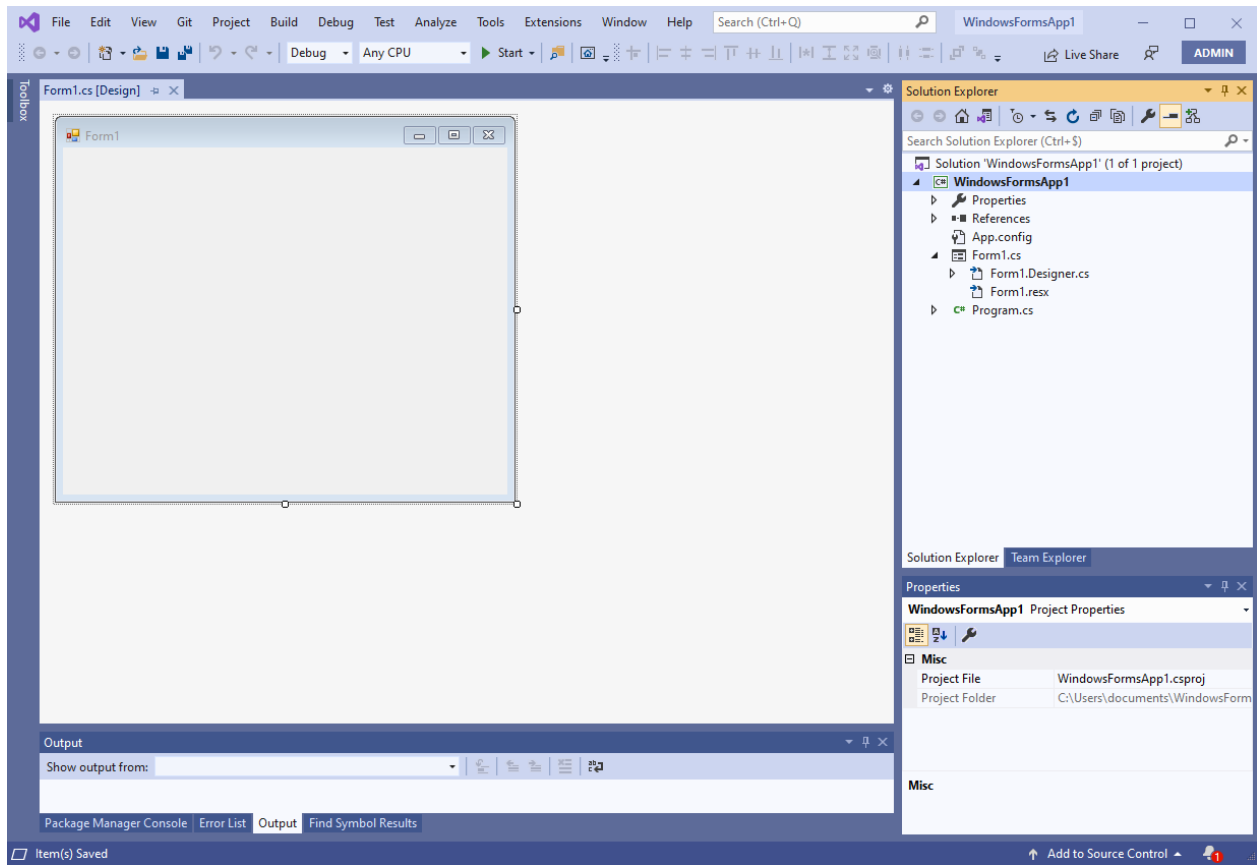 File Edit View Git Project Build Debug Test Analyze Tools Extensions Window Help Search (Ctrl+Q) WindowsFormsApp1
Debug Any CPU Start Live Share ADMIN
Toolbox
Form1.cs [Design]
Form1
Solution Explorer
Search Solution Explorer (Ctrl+$)
Solution 'WindowsFormsApp1' (1 of 1 project)
C# WindowsFormsApp1
Properties
References
App.config
Form1.cs
Form1.Designer.cs
Form1.resx
C# Program.cs
Solution Explorer Team Explorer
Properties
WindowsFormsApp1 Project Properties
Misc
Project File WindowsFormsApp1.csproj
Project Folder C:\Users\documents\WindowsForm
Misc
Output
Show output from:
Package Manager Console Error List Output Find Symbol Results
Item(s) Saved Add to Source Control 1